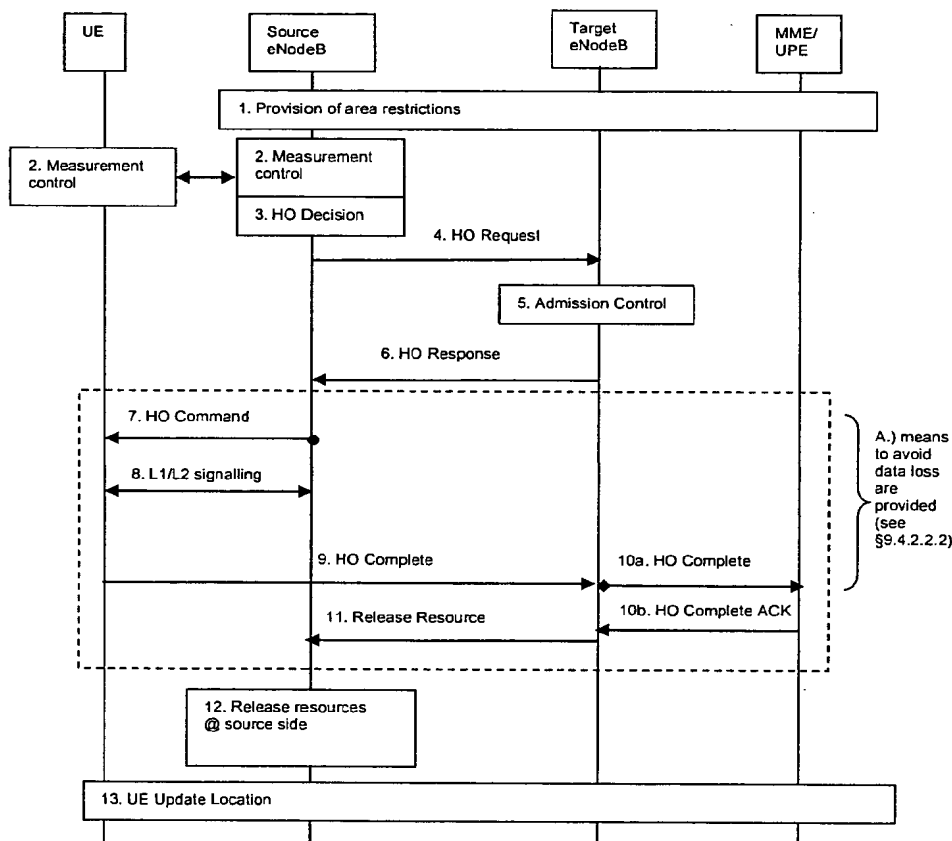 UE
Source
eNodeB
Target
eNodeB
MME/
UPE
1. Provision of area restrictions
2. Measurement
control
2. Measurement
control
3. HO Decision
4. HO Request
5. Admission Control
6. HO Response
7. HO Command
8. L1/L2 signalling
A.) means
to avoid
data loss
are
provided
(see
§9.4.2.2.2)
9. HO Complete
10a. HO Complete
10b. HO Complete ACK
11. Release Resource
12. Release resources
@ source side
13. UE Update Location